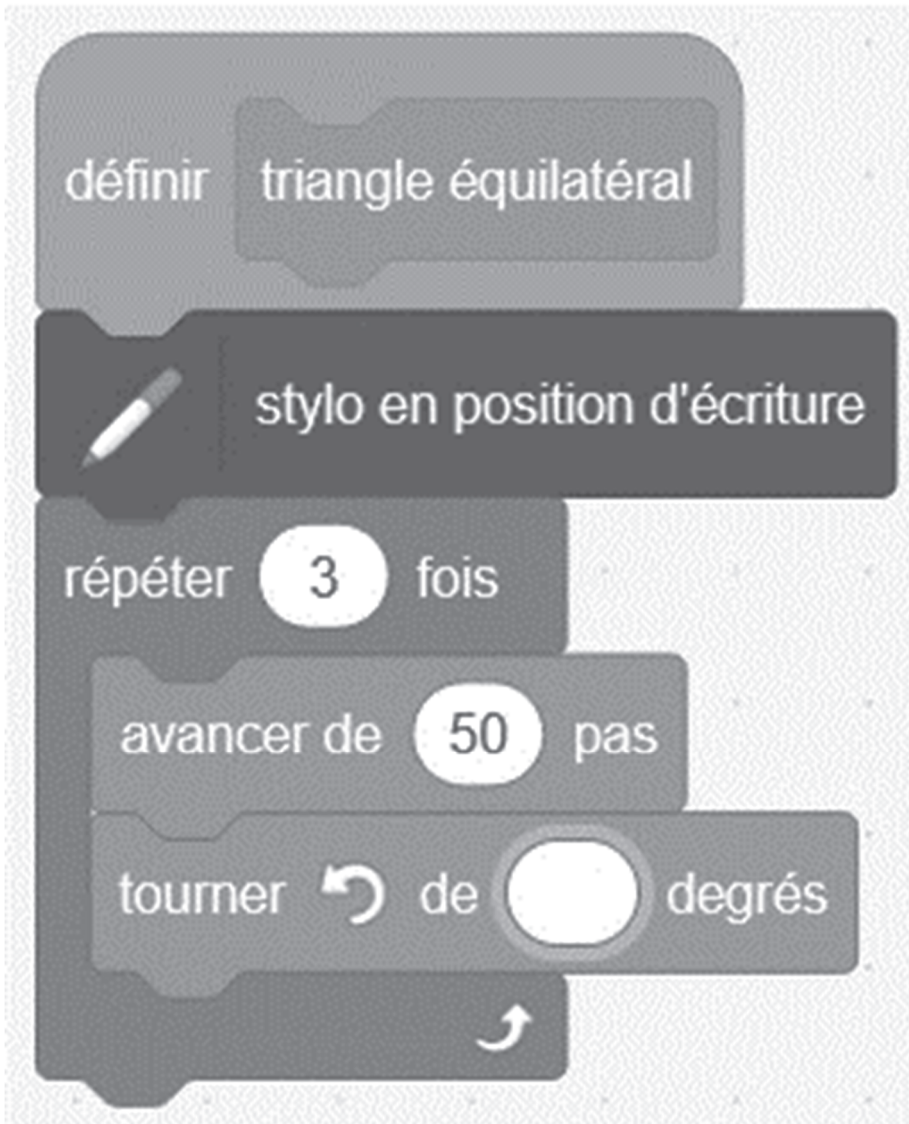 définir triangle équilatéral
stylo en position d'écriture
répéter 3 fois
avancer de 50 pas
tourner de degrés